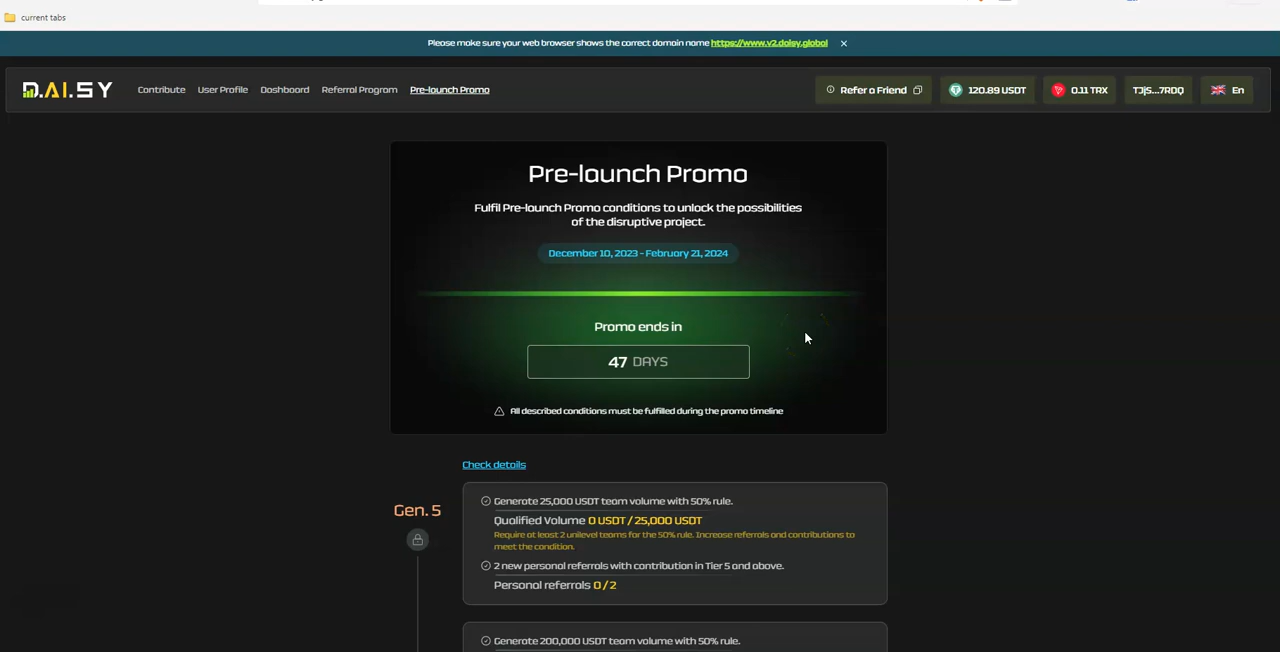 current tabs
Please make sure your web browser shows the correct domain name https://www.v2.daisy.global
D.AI.SY
Contribute
User Profile
Dashboard
Referral Program
Pre-launch Promo
Refer a Friend
120.89 USDT
0.11 TRX
TJjS...7RDQ
En
Pre-launch Promo
Fulfil Pre-launch Promo conditions to unlock the possibilities
of the disruptive project.
December 10, 2023 - February 21, 2024
Promo ends in
47 DAYS
All described conditions must be fulfilled during the promo timeline
Check details
Gen. 5
Generate 25,000 USDT team volume with 50% rule.
Qualified Volume 0 USDT / 25,000 USDT
Require at least 2 unilevel teams for the 50% rule. Increase referrals and contributions to
meet the condition.
2 new personal referrals with contribution in Tier 5 and above.
Personal referrals 0 / 2
Generate 200,000 USDT team volume with 50% rule.